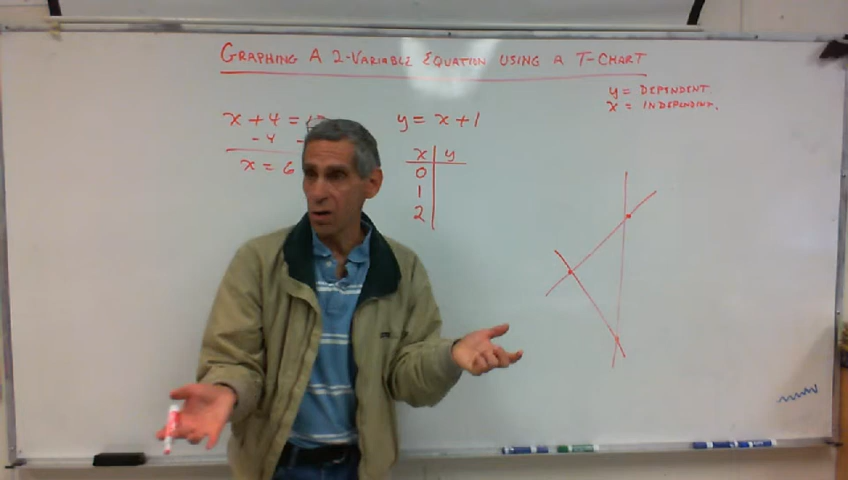 GRAPHING A 2-VARIABLE EQUATION USING A T-CHART
y = DEPENDENT.
x = INDEPENDENT.
x + 4 =
- 4 -
x = 6
y = x + 1
x y
0
1
2